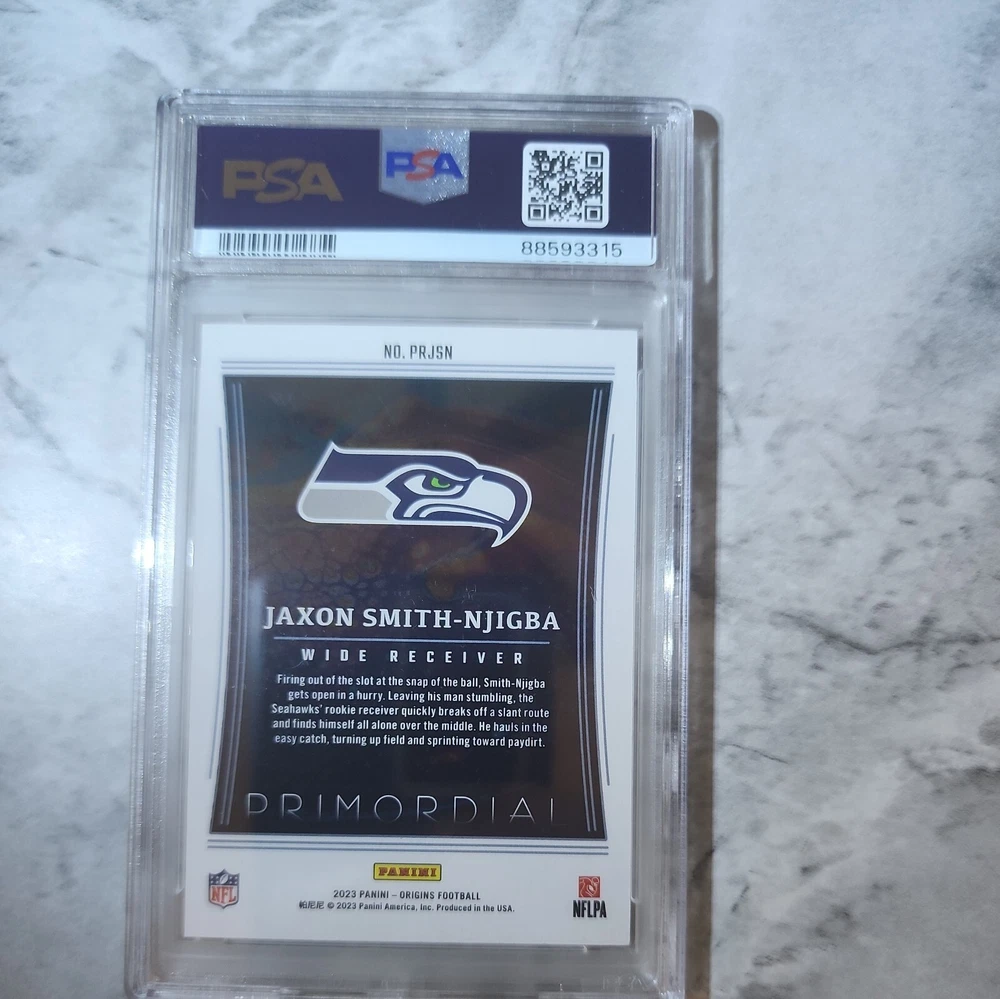 PSA PSA
88593315
NO. PRJSN
JAXON SMITH-NJIGBA
WIDE RECEIVER
Firing out of the slot at the snap of the ball, Smith-Njigba
gets open in a hurry. Leaving his man stumbling, the
Seahawks' rookie receiver quickly breaks off a slant route
and finds himself all alone over the middle. He hauls in the
easy catch, turning up field and sprinting toward paydirt.
PRIMORDIAL
PANINI
NFL
2023 PANINI – ORIGINS FOOTBALL
帕尼尼 © 2023 Panini America, Inc. Produced in the USA.
NFLPA